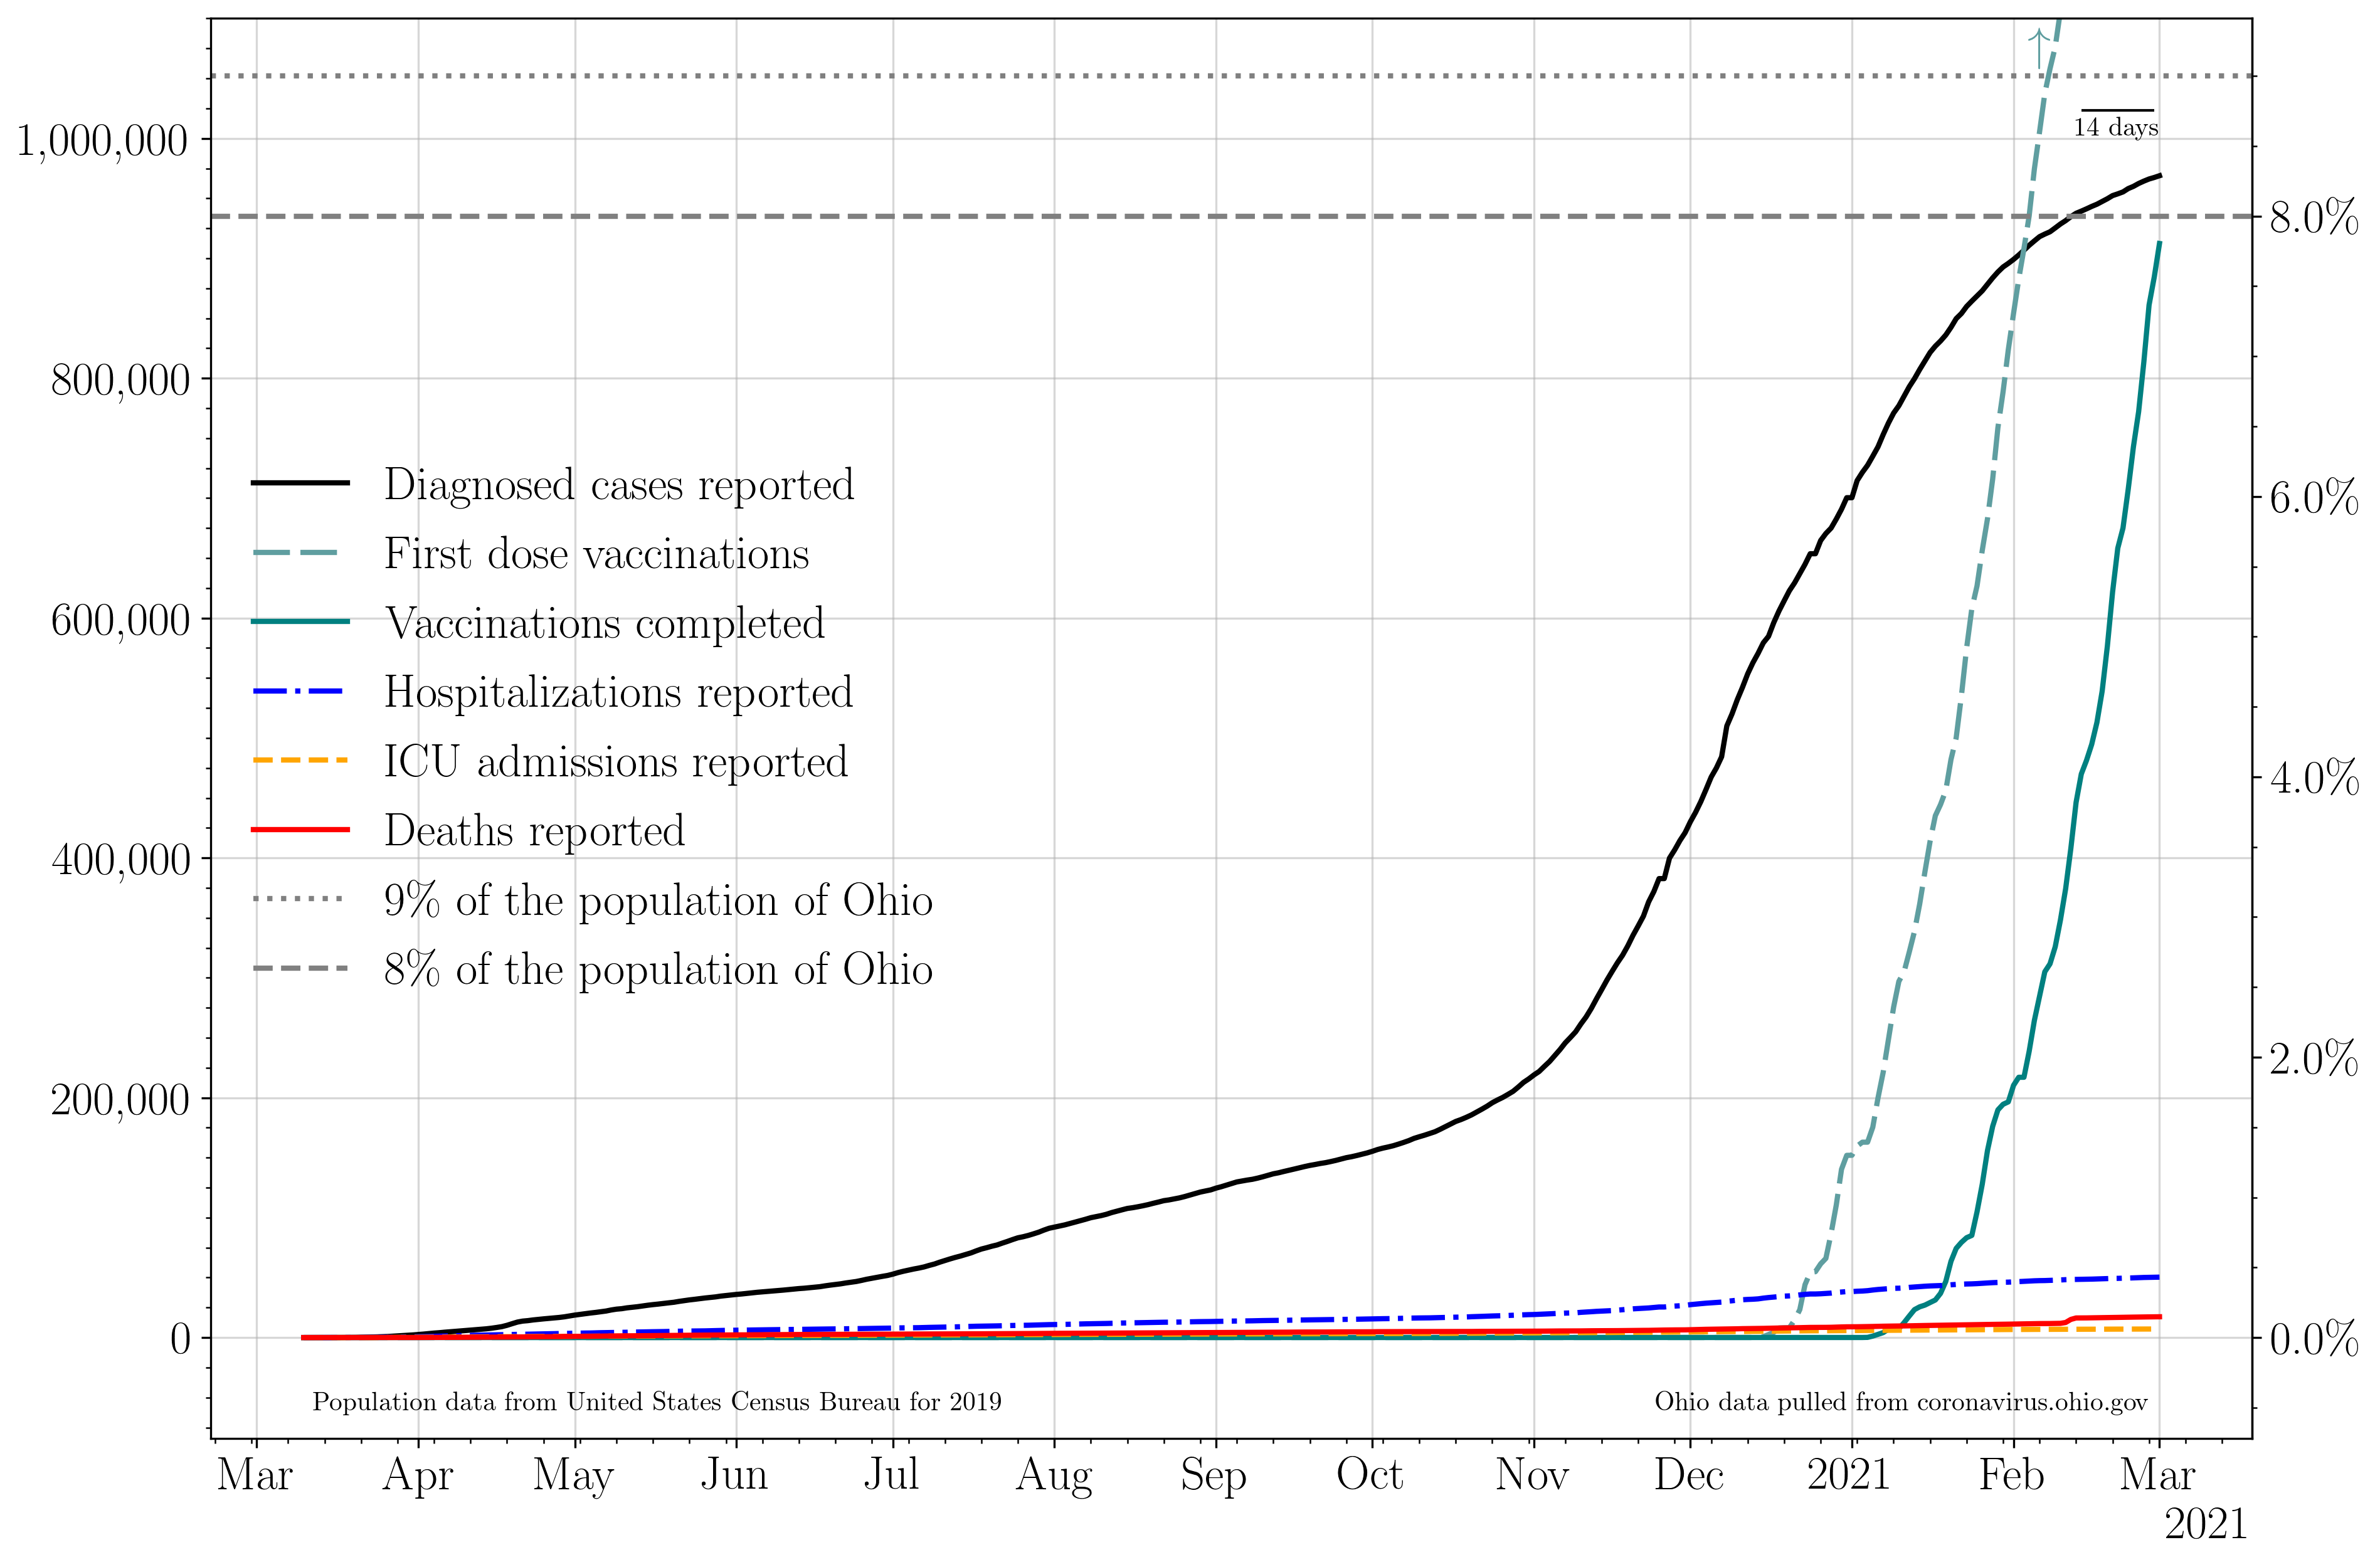 ↑
14 days
1,000,000
800,000
600,000
400,000
200,000
0
8.0%
6.0%
4.0%
2.0%
0.0%
Diagnosed cases reported
First dose vaccinations
Vaccinations completed
Hospitalizations reported
ICU admissions reported
Deaths reported
9% of the population of Ohio
8% of the population of Ohio
Population data from United States Census Bureau for 2019
Ohio data pulled from coronavirus.ohio.gov
Mar Apr May Jun Jul Aug Sep Oct Nov Dec 2021 Feb Mar
2021